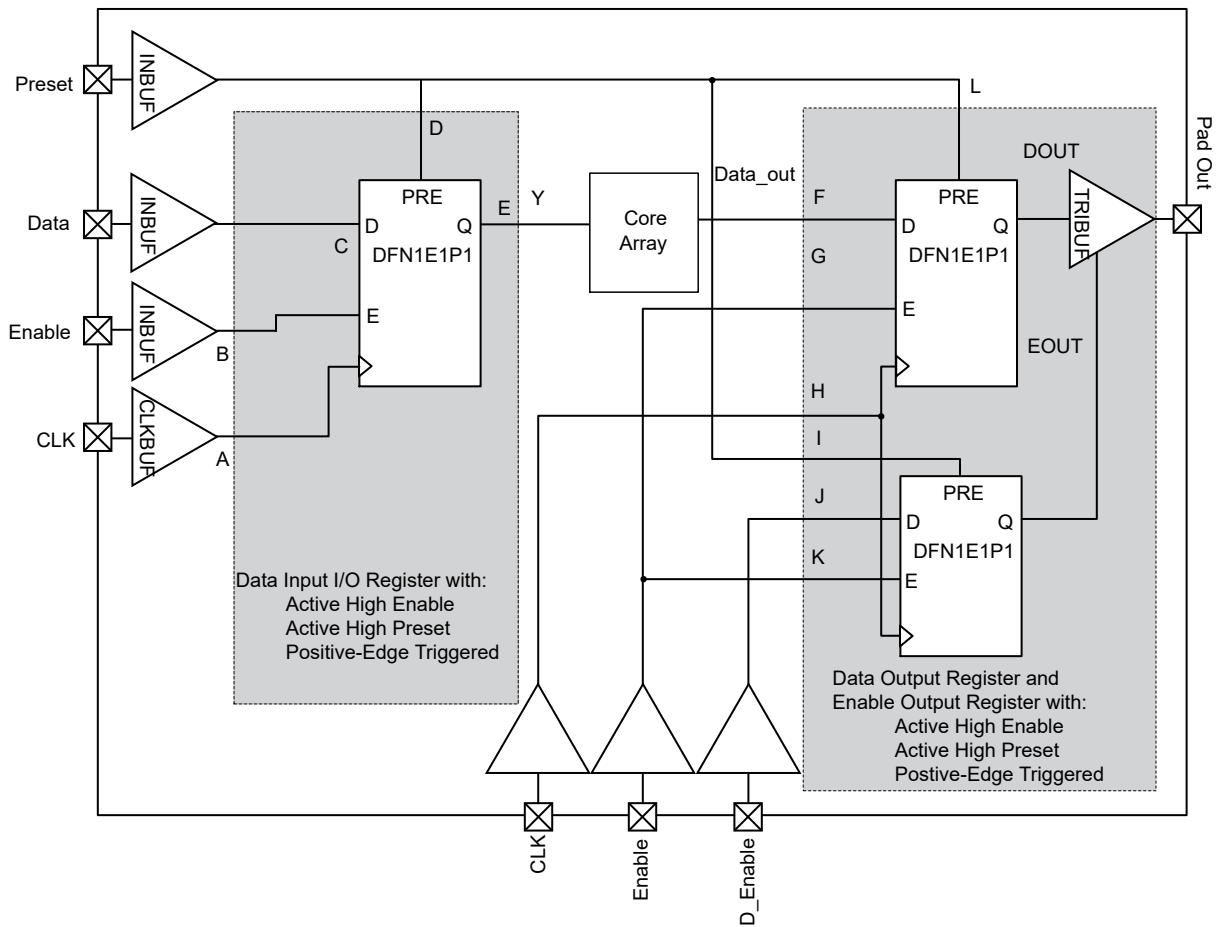 Preset
INBUF
L
D
Pad Out
DOUT
Data
INBUF
PRE
D
Q
DFN1E1P1
C
E
Y
Core
Array
Data_out
F
G
PRE
D
Q
DFN1E1P1
E
TRIBUF
Enable
INBUF
B
E
EOUT
CLK
CLKBUF
A
H
I
J
K
PRE
D
Q
DFN1E1P1
E
Data Input I/O Register with:
Active High Enable
Active High Preset
Positive-Edge Triggered
Data Output Register and
Enable Output Register with:
Active High Enable
Active High Preset
Postive-Edge Triggered
CLK
Enable
D_Enable